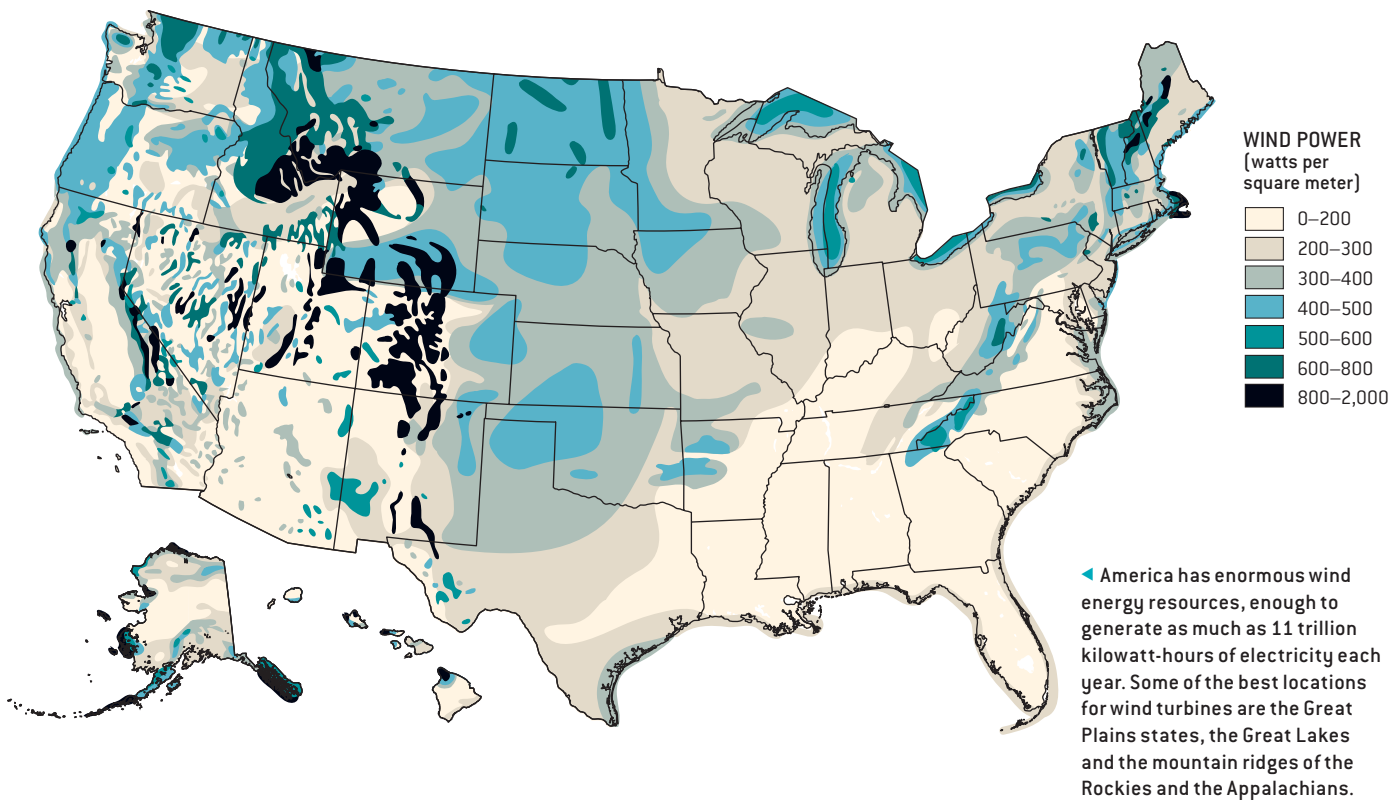 WIND POWER
(watts per
square meter)
0–200
200–300
300–400
400–500
500–600
600–800
800–2,000
◀ America has enormous wind
energy resources, enough to
generate as much as 11 trillion
kilowatt-hours of electricity each
year. Some of the best locations
for wind turbines are the Great
Plains states, the Great Lakes
and the mountain ridges of the
Rockies and the Appalachians.